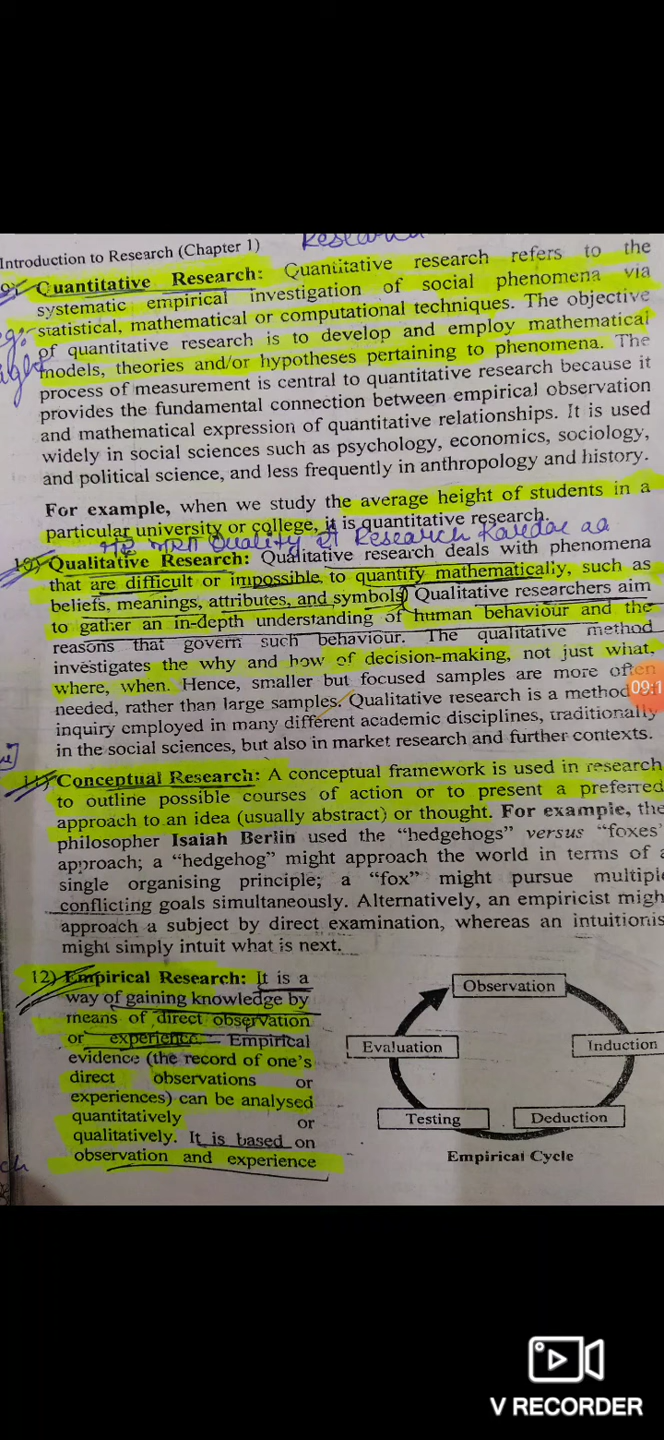 Research
Introduction to Research (Chapter 1)
Quantitative Research: Quantitative research refers to the
systematic empirical investigation of social phenomena via
eg: statistical, mathematical or computational techniques. The objective
of quantitative research is to develop and employ mathematical
models, theories and/or hypotheses pertaining to phenomena. The
process of measurement is central to quantitative research because it
provides the fundamental connection between empirical observation
and mathematical expression of quantitative relationships. It is used
widely in social sciences such as psychology, economics, sociology,
and political science, and less frequently in anthropology and history.
For example, when we study the average height of students in a
particular university or college, it is quantitative research.
Quality Research
10) Qualitative Research: Qualitative research deals with phenomena
that are difficult or impossible to quantify mathematically, such as
beliefs, meanings, attributes, and symbols) Qualitative researchers aim
to gather an in-depth understanding of human behaviour and the
reasons that govern such behaviour. The qualitative method
investigates the why and how of decision-making, not just what,
where, when. Hence, smaller but focused samples are more often
09:1
needed, rather than large samples. Qualitative research is a method
inquiry employed in many different academic disciplines, traditionally
in the social sciences, but also in market research and further contexts.
11) Conceptual Research: A conceptual framework is used in research
to outline possible courses of action or to present a preferred
approach to an idea (usually abstract) or thought. For example, the
philosopher Isaiah Berlin used the “hedgehogs” versus “foxes”
approach; a “hedgehog” might approach the world in terms of a
single organising principle; a “fox” might pursue multiple
conflicting goals simultaneously. Alternatively, an empiricist migh
approach a subject by direct examination, whereas an intuitionis
might simply intuit what is next.
12) Empirical Research: It is a
way of gaining knowledge by
means of direct observation
or experience. Empirical
evidence (the record of one’s
direct observations or
experiences) can be analysed
quantitatively or
qualitatively. It is based on
observation and experience
Observation
Evaluation
Induction
Testing
Deduction
Empirical Cycle
V RECORDER